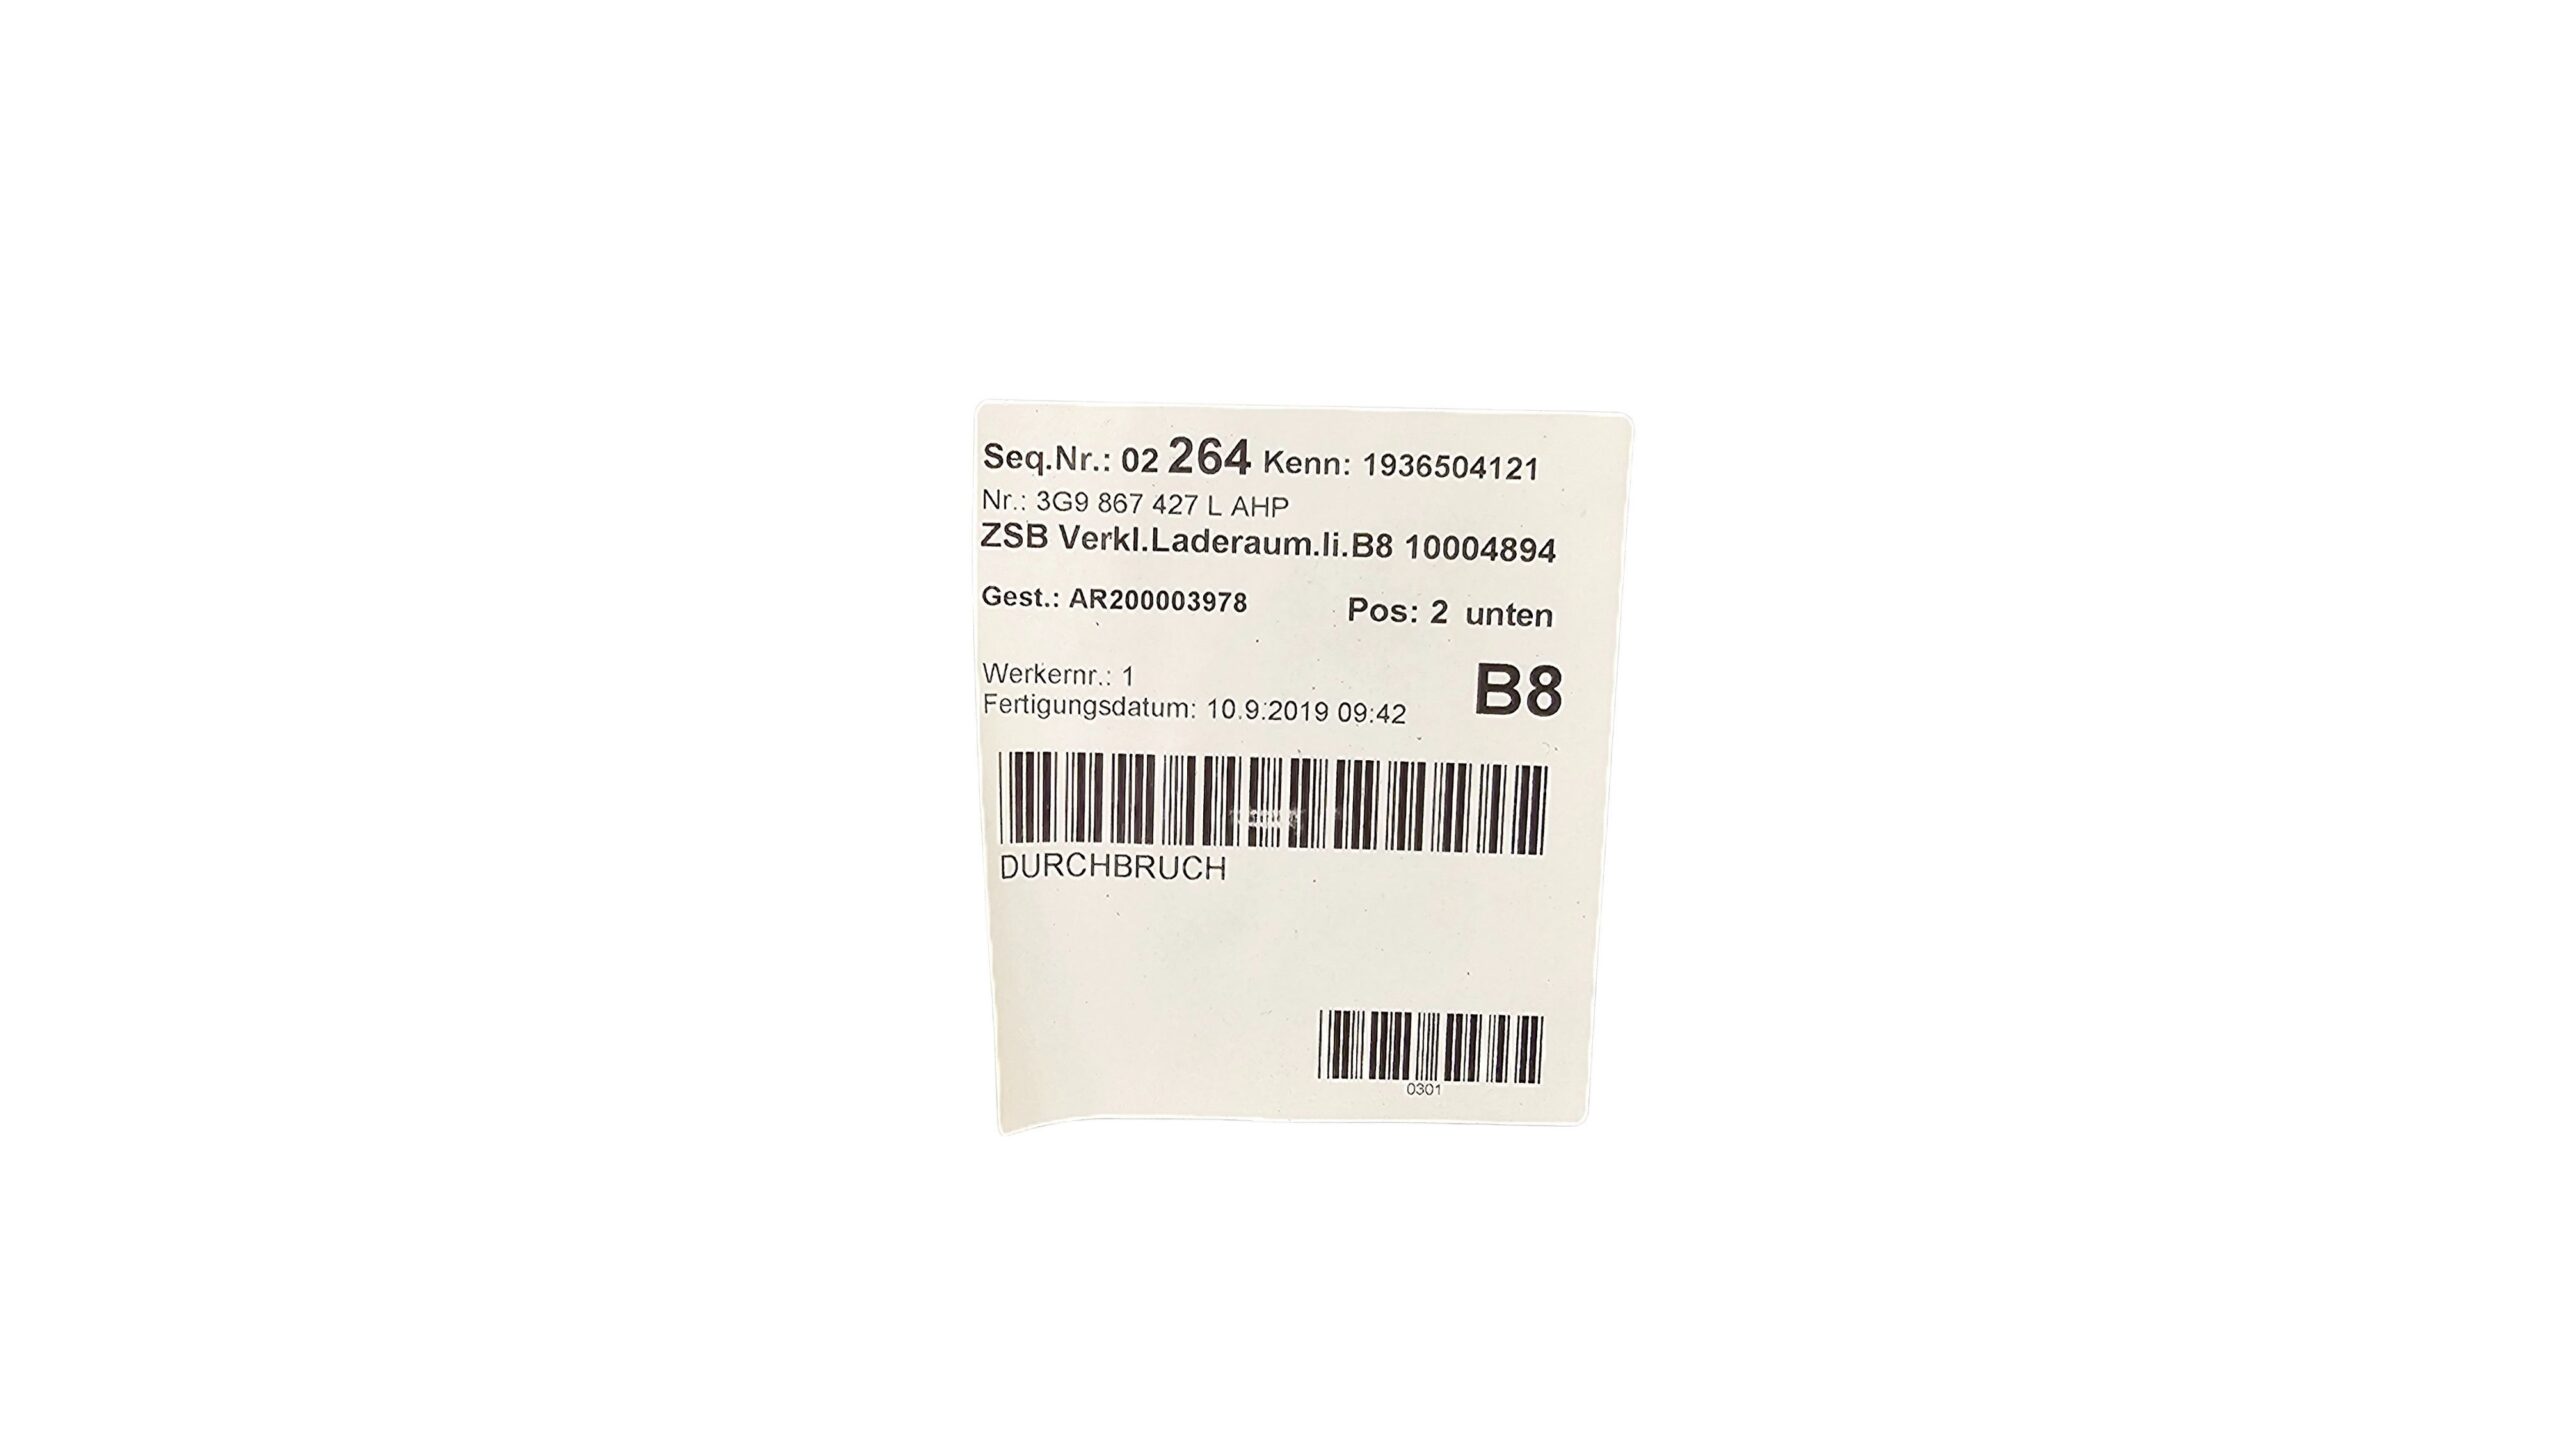 Seq.Nr.: 02 264 Kenn: 1936504121
Nr.: 3G9 867 427 L AHP
ZSB Verkl.Laderaum.li.B8 10004894
Gest.: AR200003978 Pos: 2 unten
Werkernr.: 1
B8
Fertigungsdatum: 10.9.2019 09:42
DURCHBRUCH
0301